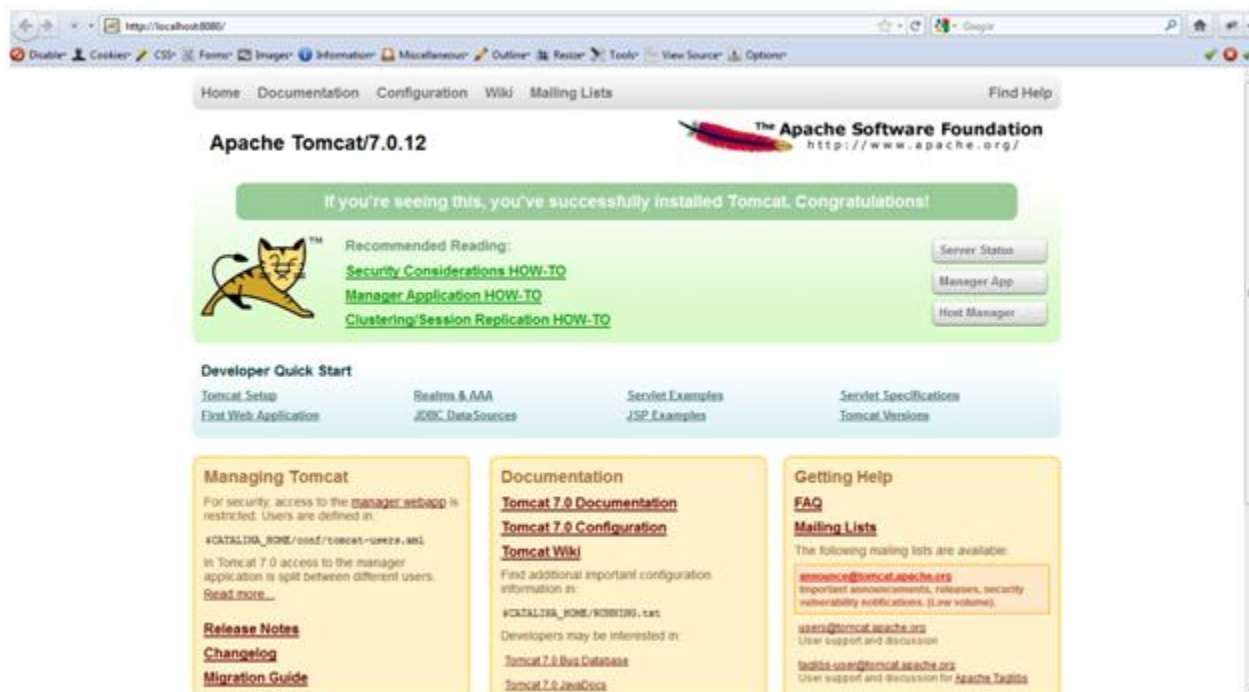 http://localhost:8080/
Google
Disable Cookies CSS Forms Images Information Miscellaneous Outline Resize Tools View Source Options
Home Documentation Configuration Wiki Mailing Lists Find Help
Apache Tomcat/7.0.12
The Apache Software Foundation
http://www.apache.org/
If you're seeing this, you've successfully installed Tomcat. Congratulations!
TM
Recommended Reading:
Security Considerations HOW-TO
Manager Application HOW-TO
Clustering/Session Replication HOW-TO
Server Status
Manager App
Host Manager
Developer Quick Start
Tomcat Setup
First Web Application
Realms & AAA
JDBC DataSources
Servlet Examples
JSP Examples
Servlet Specifications
Tomcat Versions
Managing Tomcat
For security, access to the manager webapp is
restricted. Users are defined in:
$CATALINA_HOME/conf/tomcat-users.xml
In Tomcat 7.0 access to the manager
application is split between different users.
Read more...
Release Notes
Changelog
Migration Guide
Documentation
Tomcat 7.0 Documentation
Tomcat 7.0 Configuration
Tomcat Wiki
Find additional important configuration
information in:
$CATALINA_HOME/RUNNING.txt
Developers may be interested in:
Tomcat 7.0 Bug Database
Tomcat 7.0 JavaDocs
Getting Help
FAQ
Mailing Lists
The following mailing lists are available:
announce@tomcat.apache.org
Important announcements, releases, security
vulnerability notifications. (Low volume).
users@tomcat.apache.org
User support and discussion
taglibs-user@tomcat.apache.org
User support and discussion for Apache Taglibs